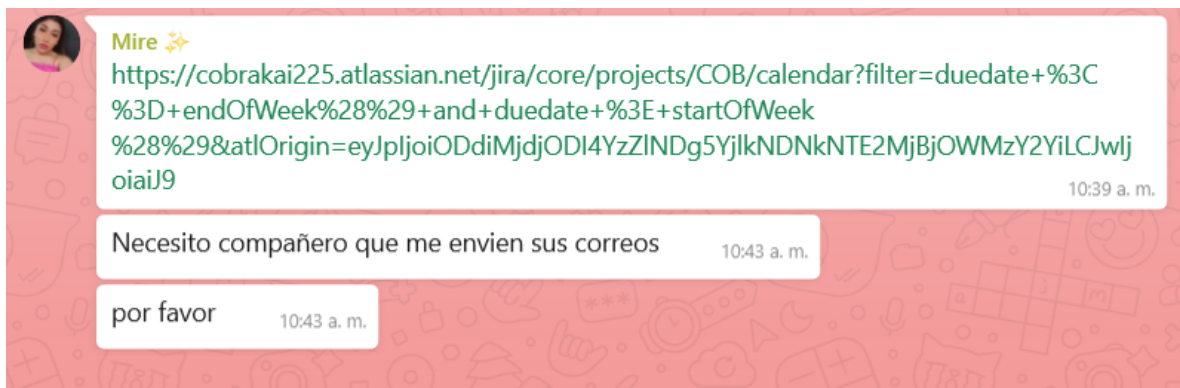 Mire ✨
https://cobrakai225.atlassian.net/jira/core/projects/COB/calendar?filter=duedate+%3C
%3D+endOfWeek%28%29+and+duedate+%3E+startOfWeek
%28%29&atlOrigin=eyJpIjoiODdiMjdjODI4YzZlNDg5YjlkNDNkNTE2MjBjOWMzY2YiLCJwIj
oiaiJ9
10:39 a. m.
Necesito compañero que me envien sus correos 10:43 a. m.
por favor 10:43 a. m.